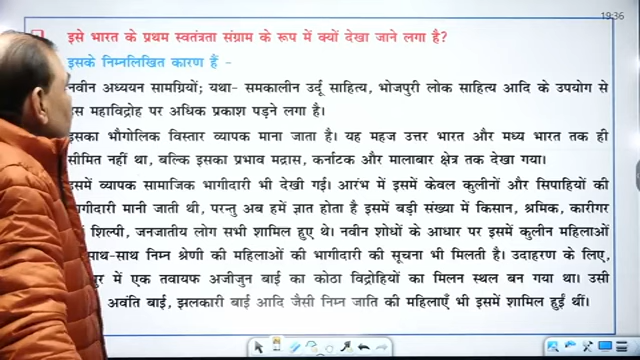 19:36
इसे भारत के प्रथम स्वतंत्रता संग्राम के रूप में क्यों देखा जाने लगा है?
इसके निम्नलिखित कारण हैं -
नवीन अध्ययन सामग्रियों; यथा- समकालीन उर्दू साहित्य, भोजपुरी लोक साहित्य आदि के उपयोग से
इस महाविद्रोह पर अधिक प्रकाश पड़ने लगा है।
इसका भौगोलिक विस्तार व्यापक माना जाता है। यह महज उत्तर भारत और मध्य भारत तक ही
सीमित नहीं था, बल्कि इसका प्रभाव मद्रास, कर्नाटक और मालाबार क्षेत्र तक देखा गया।
इसमें व्यापक सामाजिक भागीदारी भी देखी गई। आरंभ में इसमें केवल कुलीनों और सिपाहियों की
भागीदारी मानी जाती थी, परन्तु अब हमें ज्ञात होता है इसमें बड़ी संख्या में किसान, श्रमिक, कारीगर
शिल्पी, जनजातीय लोग सभी शामिल हुए थे। नवीन शोधों के आधार पर इसमें कुलीन महिलाओं
साथ-साथ निम्न श्रेणी की महिलाओं की भागीदारी की सूचना भी मिलती है। उदाहरण के लिए,
में एक तवायफ अजीजुन बाई का कोठा विद्रोहियों का मिलन स्थल बन गया था। उसी
अवंति बाई, झलकारी बाई आदि जैसी निम्न जाति की महिलाएँ भी इसमें शामिल हुईं थीं।